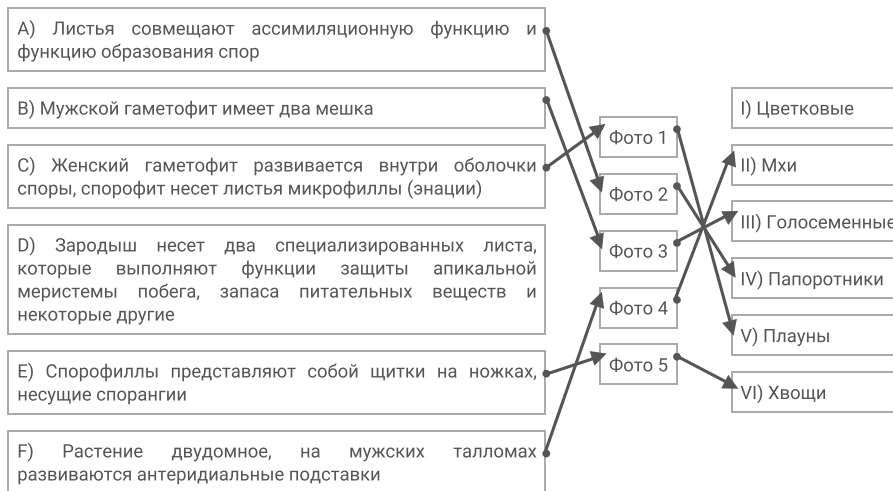 A) Листья совмещают ассимиляционную функцию и
функцию образования спор
B) Мужской гаметофит имеет два мешка
C) Женский гаметофит развивается внутри оболочки
споры, спорофит несет листья микрофиллы (энации)
D) Зародыш несет два специализированных листа,
которые выполняют функции защиты апикальной
меристемы побега, запаса питательных веществ и
некоторые другие
E) Спорофиллы представляют собой щитки на ножках,
несущие спорангии
F) Растение двудомное, на мужских талломах
развиваются антеридиальные подставки
Фото 1
Фото 2
Фото 3
Фото 4
Фото 5
I) Цветковые
II) Мхи
III) Голосеменные
IV) Папоротники
V) Плауны
VI) Хвощи